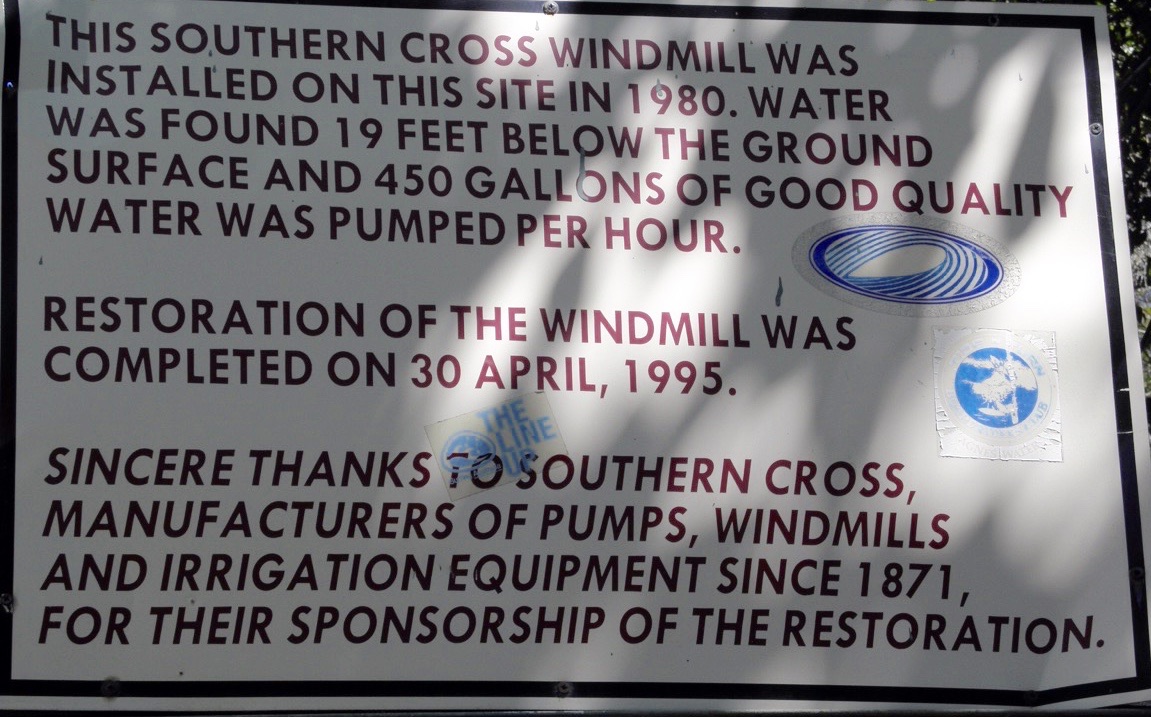 THIS SOUTHERN CROSS WINDMILL WAS
INSTALLED ON THIS SITE IN 1980. WATER
WAS FOUND 19 FEET BELOW THE GROUND
SURFACE AND 450 GALLONS OF GOOD QUALITY
WATER WAS PUMPED PER HOUR.
RESTORATION OF THE WINDMILL WAS
COMPLETED ON 30 APRIL, 1995.
THE
LINE
SINCERE THANKS TO SOUTHERN CROSS,
MANUFACTURERS OF PUMPS, WINDMILLS
AND IRRIGATION EQUIPMENT SINCE 1871,
FOR THEIR SPONSORSHIP OF THE RESTORATION.